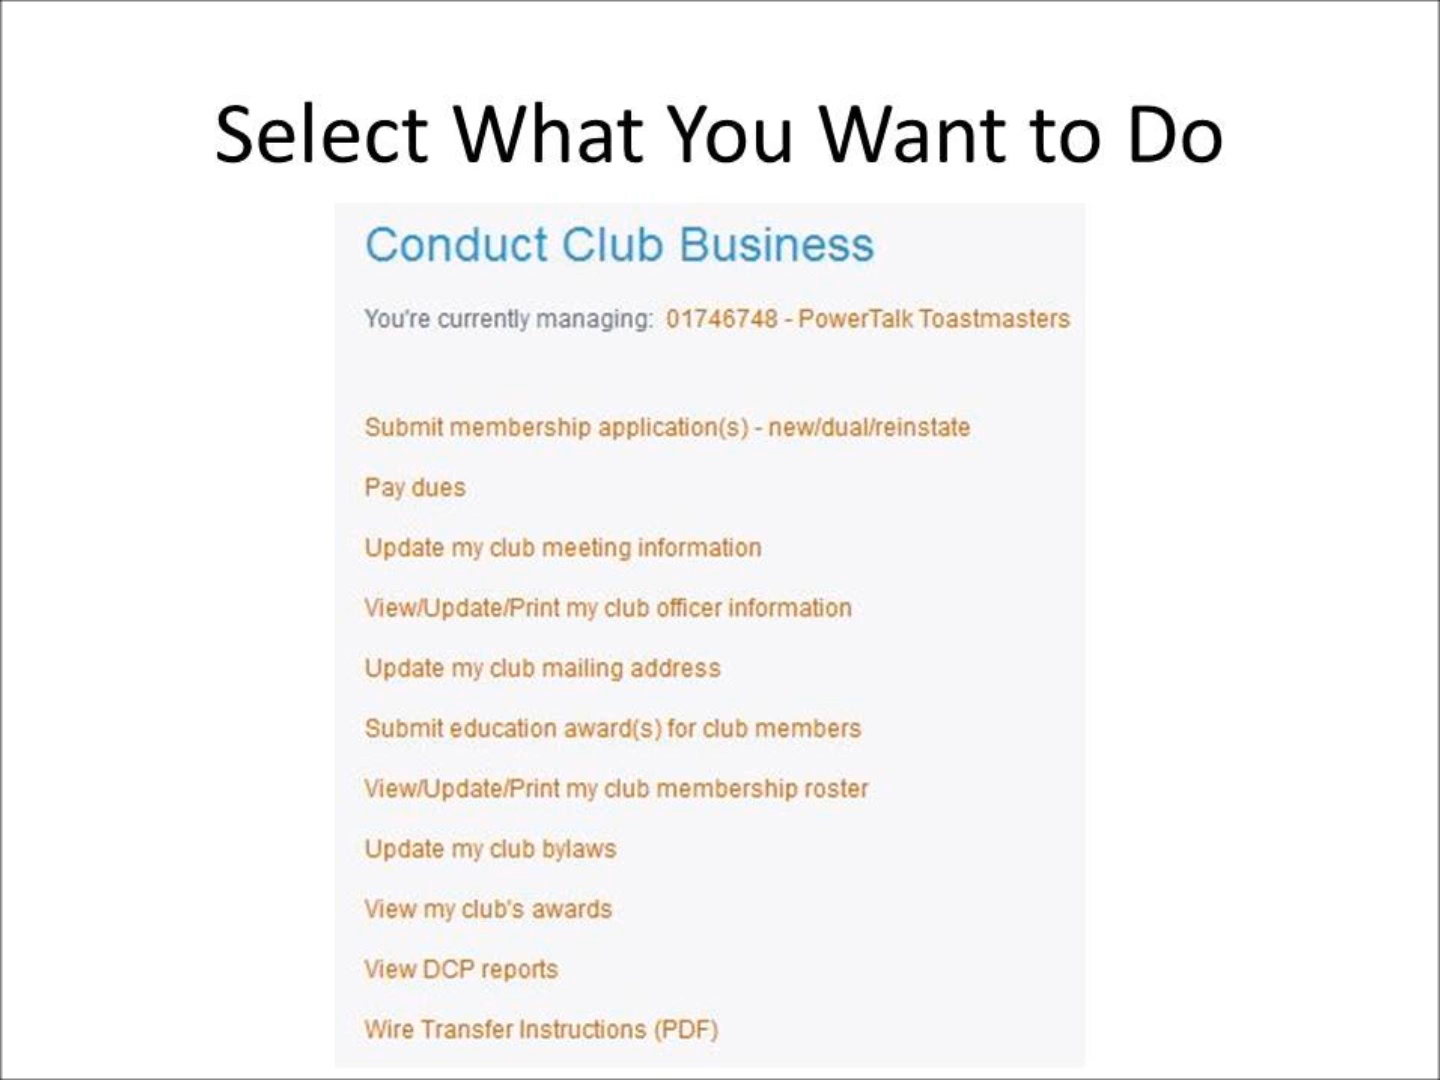 Select What You Want to Do
Conduct Club Business
You're currently managing: 01746748 - PowerTalk Toastmasters
Submit membership application(s) - new/dual/reinstate
Pay dues
Update my club meeting information
View/Update/Print my club officer information
Update my club mailing address
Submit education award(s) for club members
View/Update/Print my club membership roster
Update my club bylaws
View my club's awards
View DCP reports
Wire Transfer Instructions (PDF)